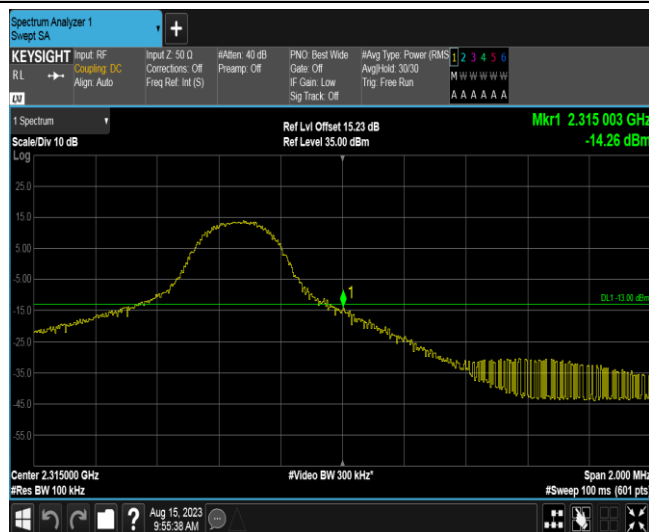 Spectrum Analyzer 1
Swept SA
+
KEYSIGHT
RL
LXI
Input: RF
Coupling: DC
Align: Auto
Input Z: 50 Ω
Corrections: Off
Freq Ref: Int (S)
#Atten: 40 dB
Preamp: Off
PNO: Best Wide
Gate: Off
IF Gain: Low
Sig Track: Off
#Avg Type: Power (RMS
Avg|Hold: 30/30
Trig: Free Run
1 2 3 4 5 6
M W W W W W
A A A A A A
1 Spectrum
Scale/Div 10 dB
Log
Ref Lvl Offset 15.23 dB
Ref Level 35.00 dBm
Mkr1 2.315 003 GHz
-14.26 dBm
25.0
15.0
5.00
-5.00
-15.0
-25.0
-35.0
-45.0
-55.0
1
DL1 -13.00 dBm
Center 2.315000 GHz
#Res BW 100 kHz
#Video BW 300 kHz*
Span 2.000 MHz
#Sweep 100 ms (601 pts)
?
Aug 15, 2023
9:55:38 AM